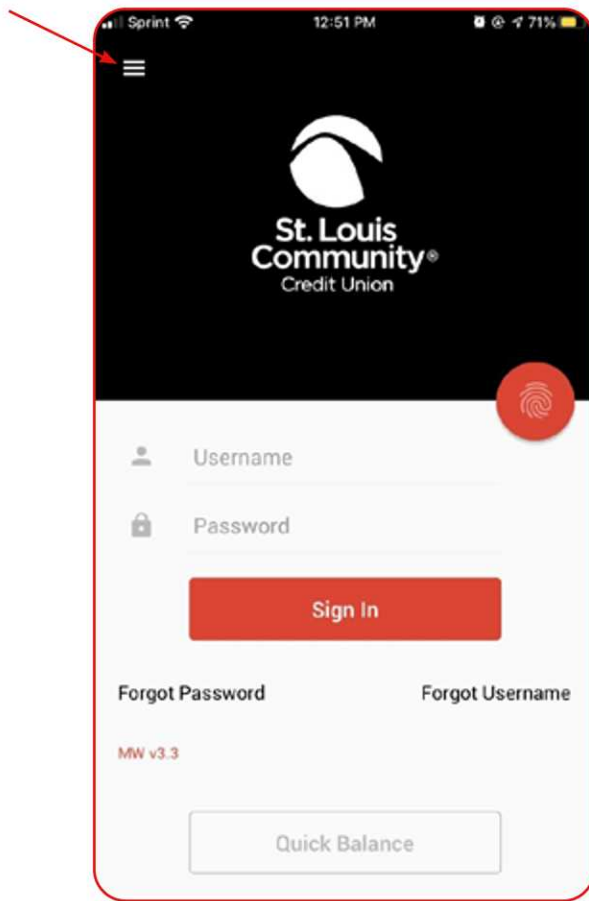 Sprint 12:51 PM 71%
St. Louis
Community®
Credit Union
Username
Password
Sign In
Forgot Password Forgot Username
MW v3.3
Quick Balance